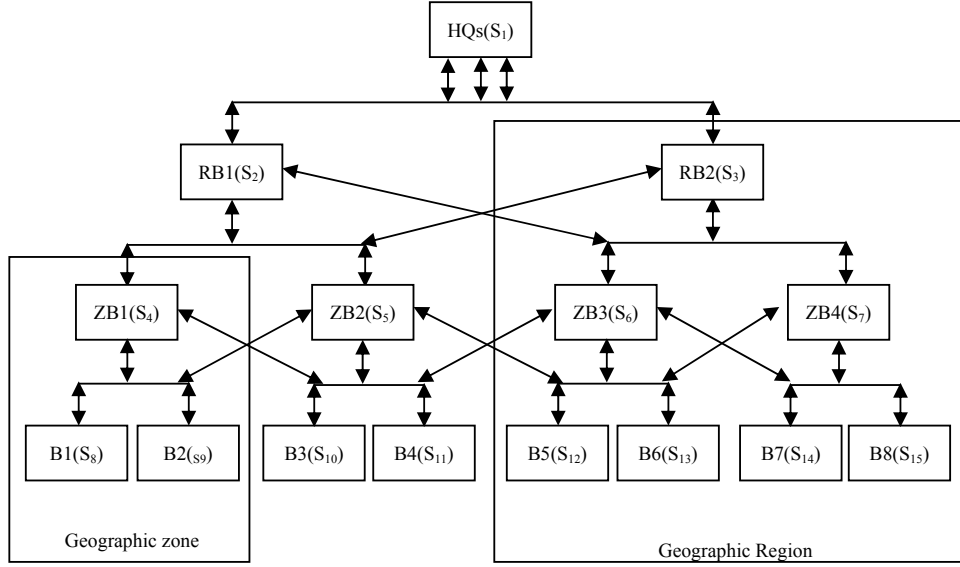 HQs(S₁)
RB1(S₂)
RB2(S₃)
ZB1(S₄)
ZB2(S₅)
ZB3(S₆)
ZB4(S₇)
B1(S₈)
B2(S9)
B3(S₁₀)
B4(S₁₁)
B5(S₁₂)
B6(S₁₃)
B7(S₁₄)
B8(S₁₅)
Geographic zone
Geographic Region